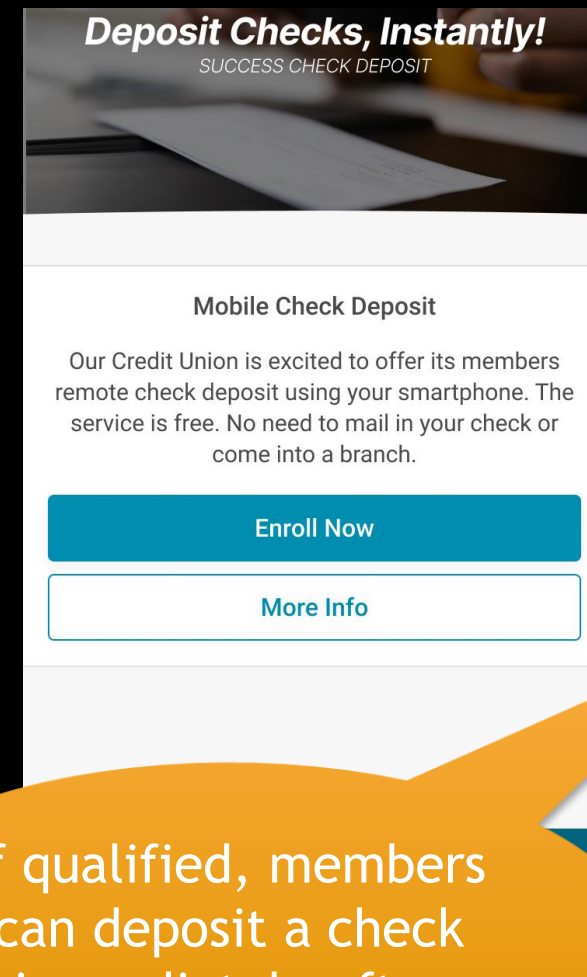 Deposit Checks, Instantly!
SUCCESS CHECK DEPOSIT
Mobile Check Deposit
Our Credit Union is excited to offer its members
remote check deposit using your smartphone. The
service is free. No need to mail in your check or
come into a branch.
Enroll Now
More Info
qualified, members
can deposit a check